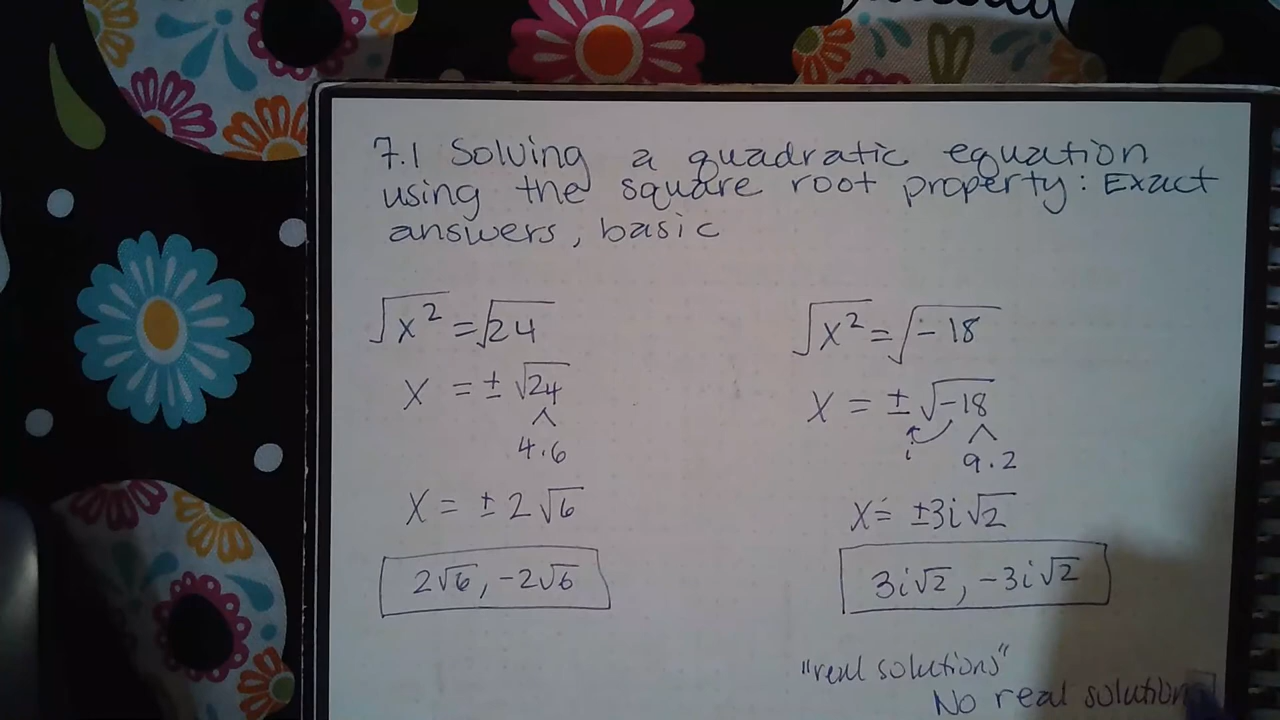 7.1 Solving a quadratic equation
using the square root property: Exact
answers, basic
√x² = √24
x = ± √24
4·6
x = ± 2√6
2√6, -2√6
√x² = √-18
x = ± √-18
i
9·2
x = ±3i√2
3i√2, -3i√2
"real solutions"
No real solution